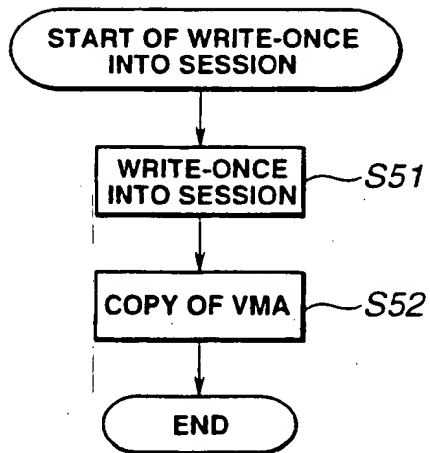 START OF WRITE-ONCE
INTO SESSION
WRITE-ONCE
INTO SESSION
S51
COPY OF VMA
S52
END